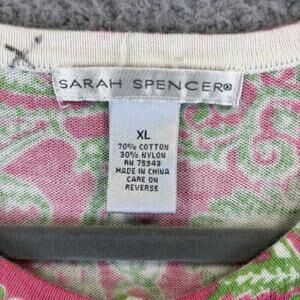 SARAH SPENCER®
XL
70% COTTON
30% NYLON
RN 75343
MADE IN CHINA
CARE ON
REVERSE